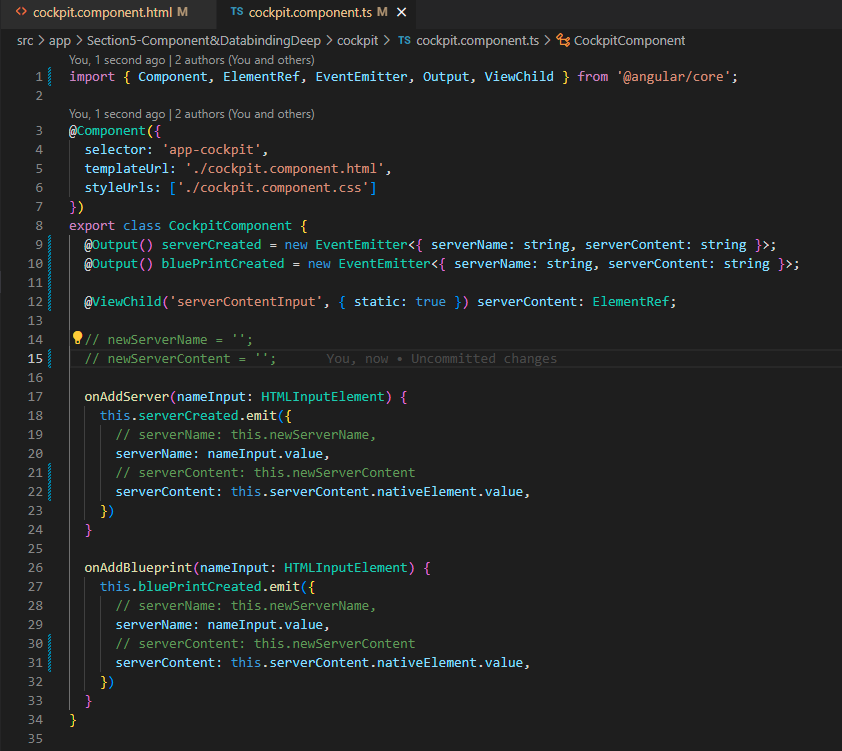 cockpit.component.html M
TS cockpit.component.ts M
src > app > Section5-Component&DatabindingDeep > cockpit > TS cockpit.component.ts > CockpitComponent
You, 1 second ago | 2 authors (You and others)
1 import { Component, ElementRef, EventEmitter, Output, ViewChild } from '@angular/core';
2
You, 1 second ago | 2 authors (You and others)
3 @Component({
4 selector: 'app-cockpit',
5 templateUrl: './cockpit.component.html',
6 styleUrls: ['./cockpit.component.css']
7 })
8 export class CockpitComponent {
9 @Output() serverCreated = new EventEmitter<{ serverName: string, serverContent: string }>;
10 @Output() bluePrintCreated = new EventEmitter<{ serverName: string, serverContent: string }>;
11
12 @ViewChild('serverContentInput', { static: true }) serverContent: ElementRef;
13
14 // newServerName = '';
15 // newServerContent = ''; You, now • Uncommitted changes
16
17 onAddServer(nameInput: HTMLInputElement) {
18 this.serverCreated.emit({
19 // serverName: this.newServerName,
20 serverName: nameInput.value,
21 // serverContent: this.newServerContent
22 serverContent: this.serverContent.nativeElement.value,
23 })
24 }
25
26 onAddBlueprint(nameInput: HTMLInputElement) {
27 this.bluePrintCreated.emit({
28 // serverName: this.newServerName,
29 serverName: nameInput.value,
30 // serverContent: this.newServerContent
31 serverContent: this.serverContent.nativeElement.value,
32 })
33 }
34 }
35